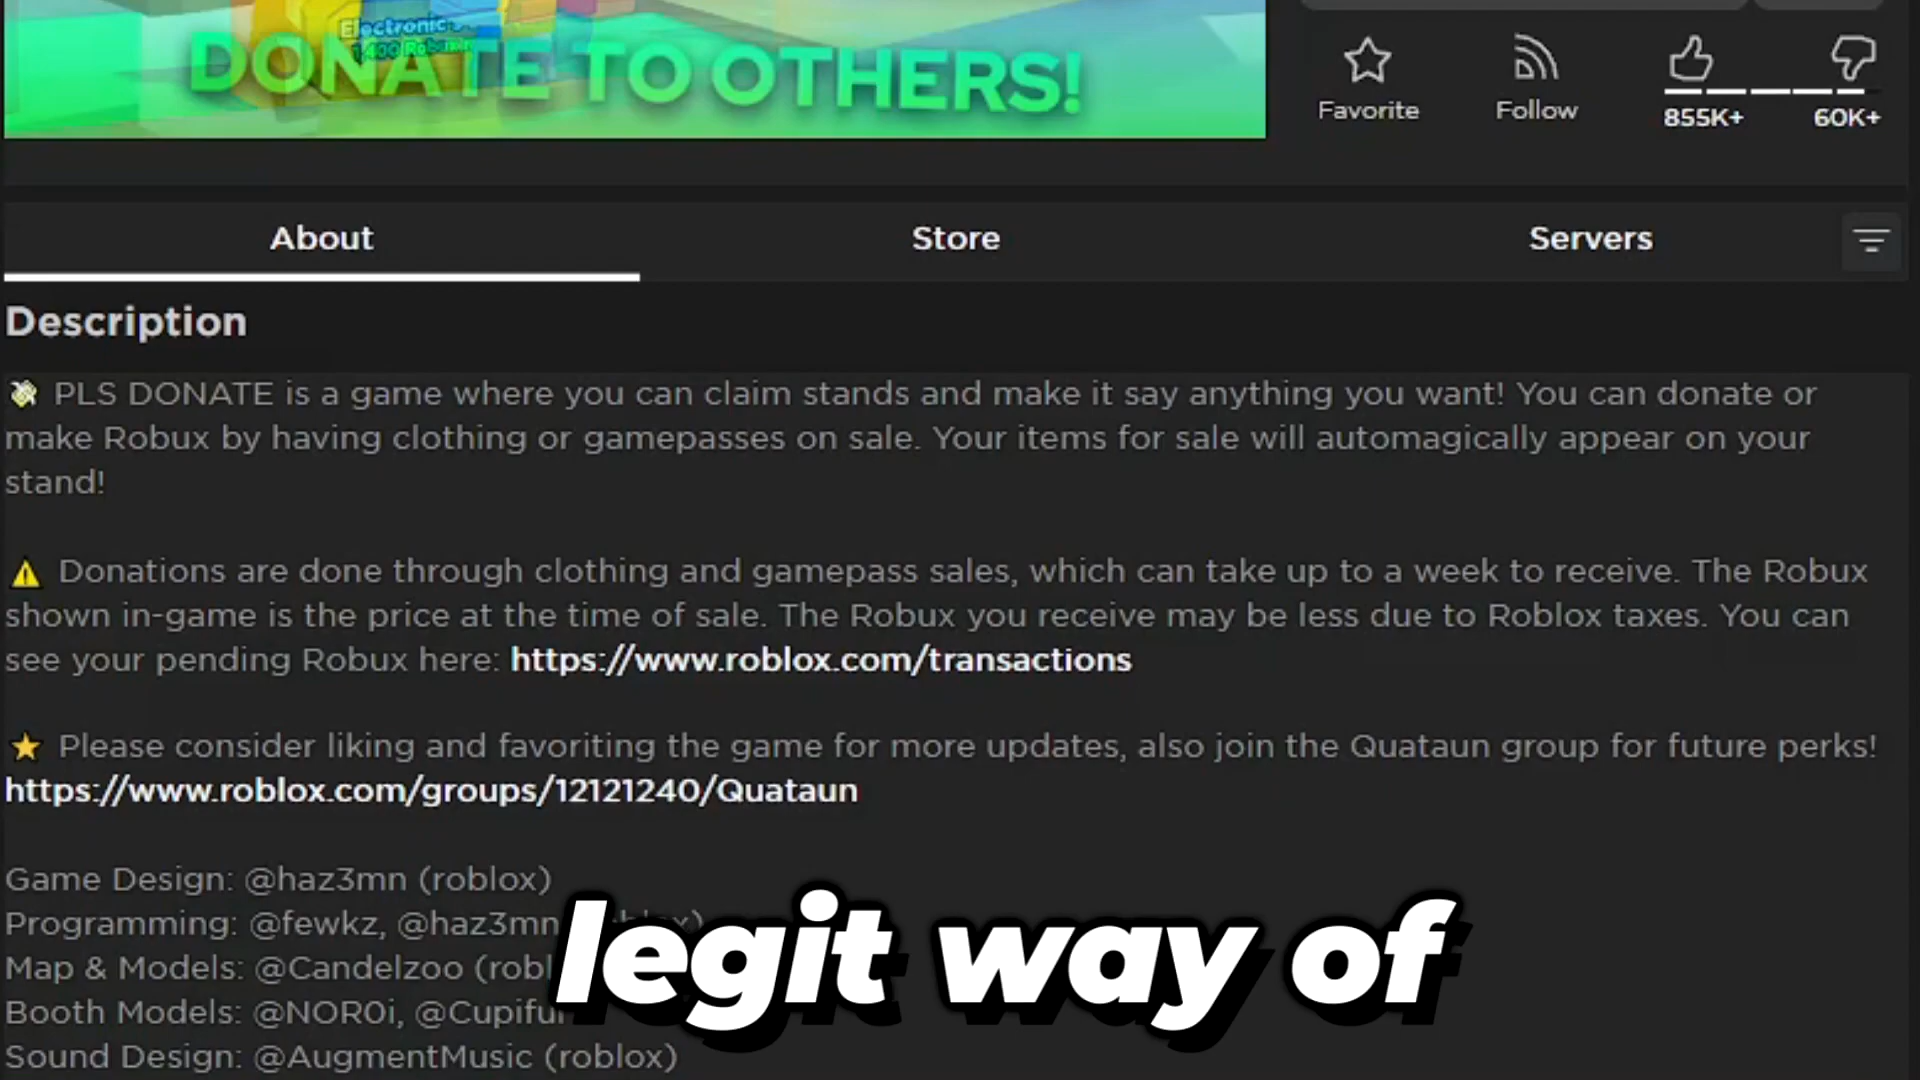 Electronic
1,400 Robux
DONATE TO OTHERS!
Favorite
Follow
855K+
60K+
About
Store
Servers
Description
PLS DONATE is a game where you can claim stands and make it say anything you want! You can donate or
make Robux by having clothing or gamepasses on sale. Your items for sale will automagically appear on your
stand!
Donations are done through clothing and gamepass sales, which can take up to a week to receive. The Robux
shown in-game is the price at the time of sale. The Robux you receive may be less due to Roblox taxes. You can
see your pending Robux here: https://www.roblox.com/transactions
Please consider liking and favoriting the game for more updates, also join the Quataun group for future perks!
https://www.roblox.com/groups/12121240/Quataun
Game Design: @haz3mn (roblox)
Programming: @fewkz, @haz3mn
Map & Models: @Candelzoo
Booth Models: @NOR0i,
Sound Design: @AugmentMusic (roblox)
legit way of